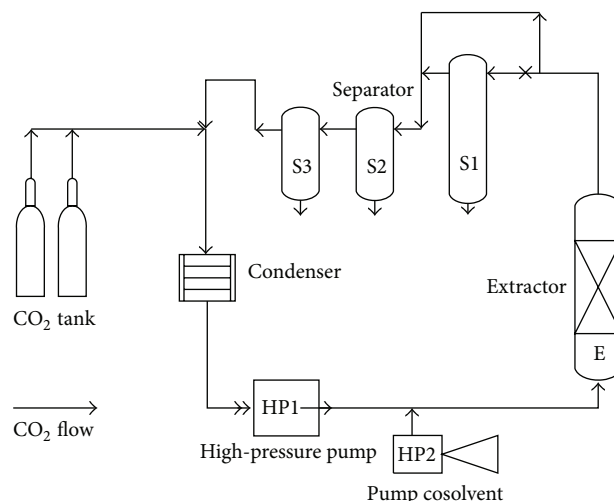 Separator
S3
S2
S1
Condenser
Extractor
CO₂ tank
E
CO₂ flow
HP1
High-pressure pump
HP2
Pump cosolvent